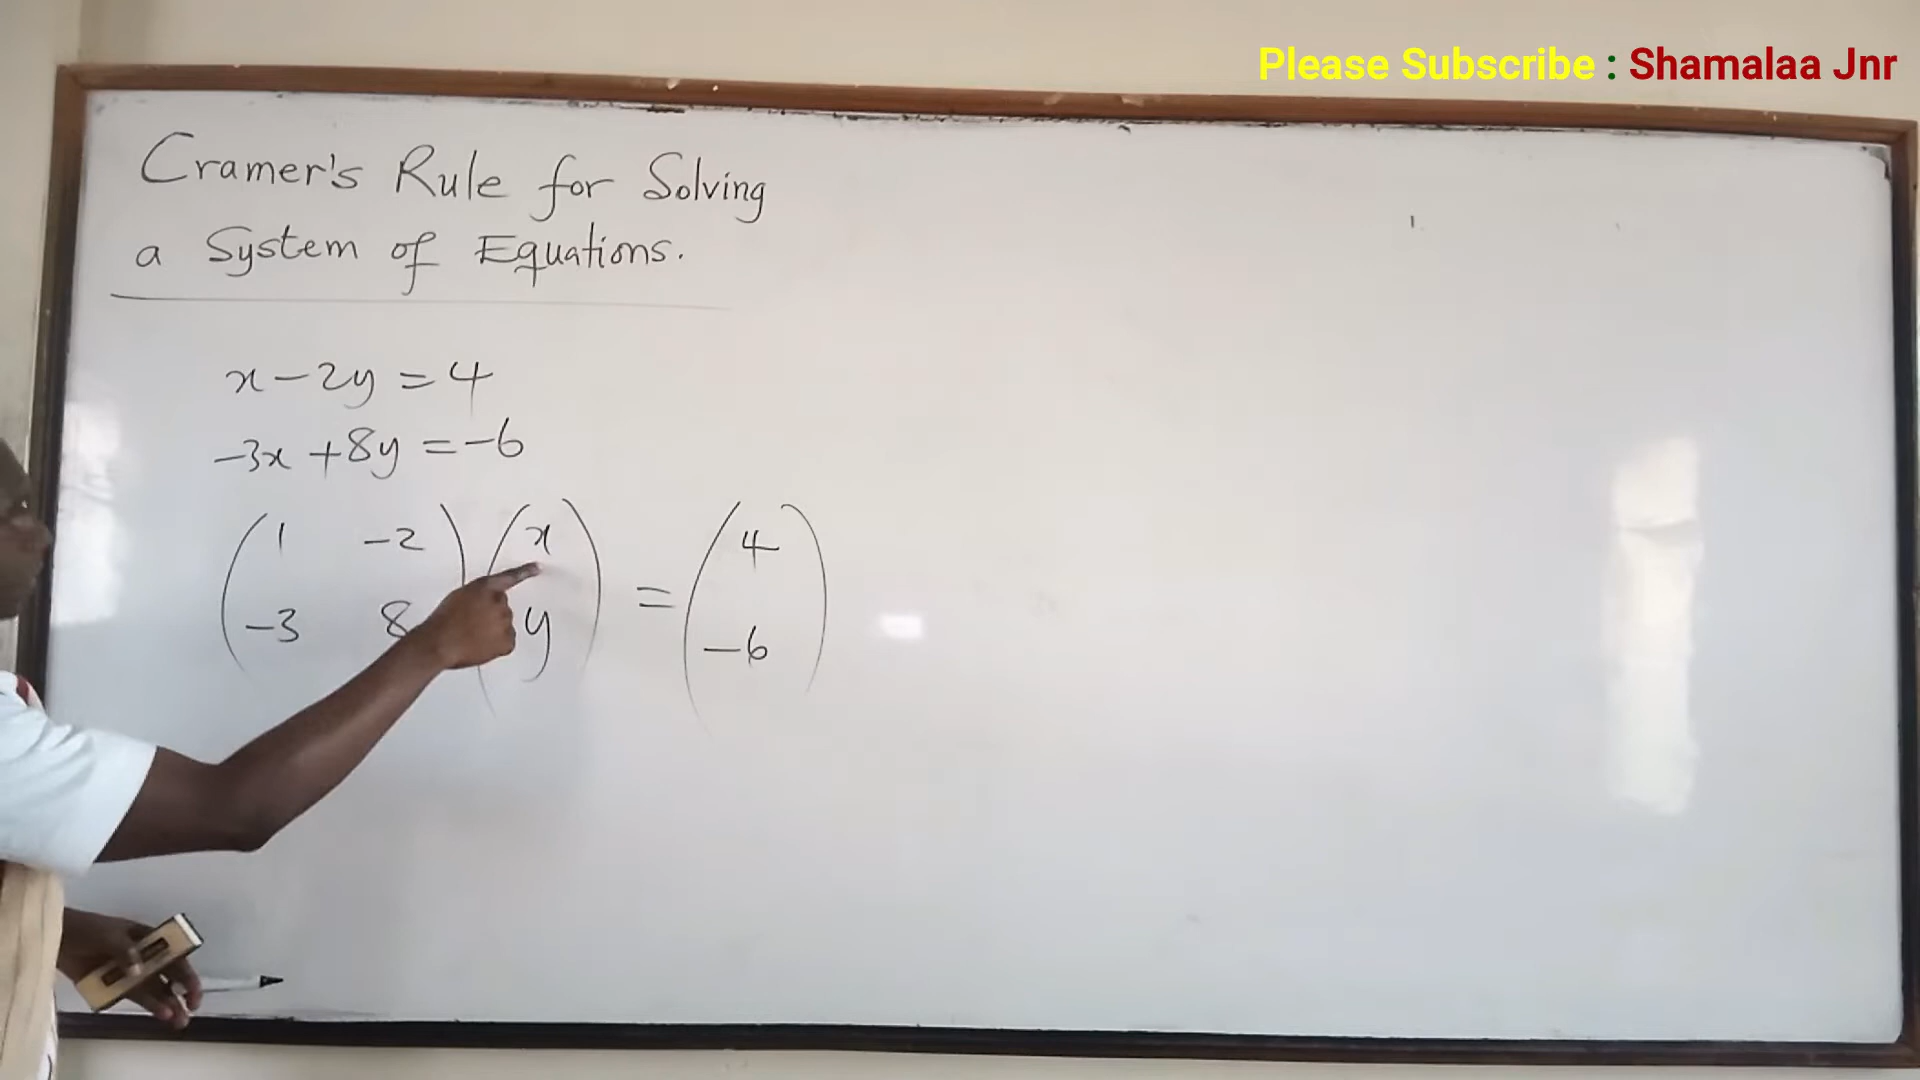 Please Subscribe : Shamalaa Jnr
Cramer's Rule for Solving
a System of Equations.
x - 2y = 4
-3x + 8y = -6
( 1 -2 ) ( x ) = ( 4 )
( -3 8 ) ( y ) ( -6 )